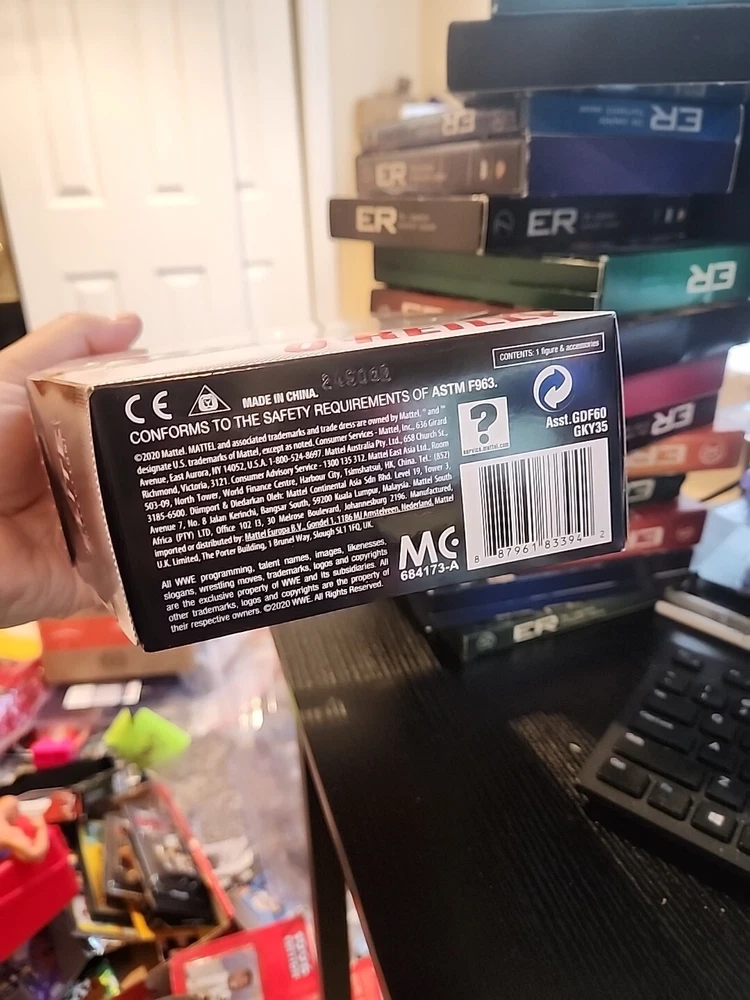 ER
ER
ER
ER
ER
ER
ER
O'REILLY
CONTENTS: 1 figure & accessories
CE
MADE IN CHINA.
CONFORMS TO THE SAFETY REQUIREMENTS OF ASTM F963.
Asst.GDF60
GKY35
?
service.mattel.com
©2020 Mattel. MATTEL and associated trademarks and trade dress are owned by Mattel. ® and ™
designate U.S. trademarks of Mattel, except as noted. Consumer Services - Mattel, Inc., 636 Girard
Avenue, East Aurora, NY 14052, U.S.A. 1-800-524-8697. Mattel Australia Pty. Ltd., 658 Church St.,
Richmond, Victoria, 3121. Consumer Advisory Service - 1300 135 312. Mattel East Asia Ltd., Room
503-09, North Tower, World Finance Centre, Harbour City, Tsimshatsui, HK, China. Tel.: (852)
3185-6500. Diimport & Diedarkan Oleh: Mattel Continental Asia Sdn Bhd. Level 19, Tower 3,
Avenue 7, No. 8 Jalan Kerinchi, Bangsar South, 59200 Kuala Lumpur, Malaysia. Mattel South
Africa (PTY) LTD, Office 102 I3, 30 Melrose Boulevard, Johannesburg 2196. Manufactured,
imported or distributed by: Mattel Europa B.V., Gondel 1, 1186 MJ Amstelveen, Nederland, Mattel
U.K. Limited, The Porter Building, 1 Brunel Way, Slough SL1 1FQ, UK.
All WWE programming, talent names, images, likenesses,
slogans, wrestling moves, trademarks, logos and copyrights
are the exclusive property of WWE and its subsidiaries. All
other trademarks, logos and copyrights are the property of
their respective owners. ©2020 WWE. All Rights Reserved.
MC
684173-A
8 87961 83394 2
ER